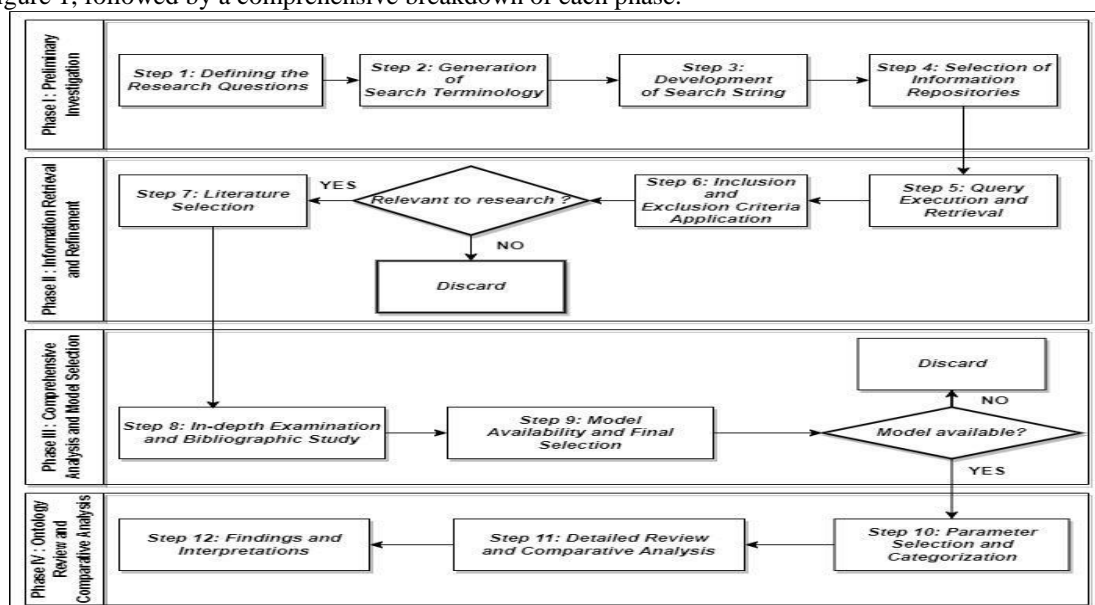 gure 1, followed by a comprehensive breakdown of each phase.
Phase I : Preliminary
Investigation
Step 1: Defining the
Research Questions
Step 2: Generation
of
Search Terminology
Step 3:
Development
of Search String
Step 4: Selection of
Information
Repositories
Phase II : Information Retrieval
and Refinement
Step 7: Literature
Selection
YES
Relevant to research ?
NO
Discard
Step 6: Inclusion
and
Exclusion Criteria
Application
Step 5: Query
Execution and
Retrieval
Phase III : Comprehensive
Analysis and Model Selection
Step 8: In-depth Examination
and Bibliographic Study
Step 9: Model
Availability and Final
Selection
Discard
NO
Model available?
YES
Phase IV : Ontology
Review and
Comparative Analysis
Step 12: Findings and
Interpretations
Step 11: Detailed Review
and Comparative Analysis
Step 10: Parameter
Selection and
Categorization